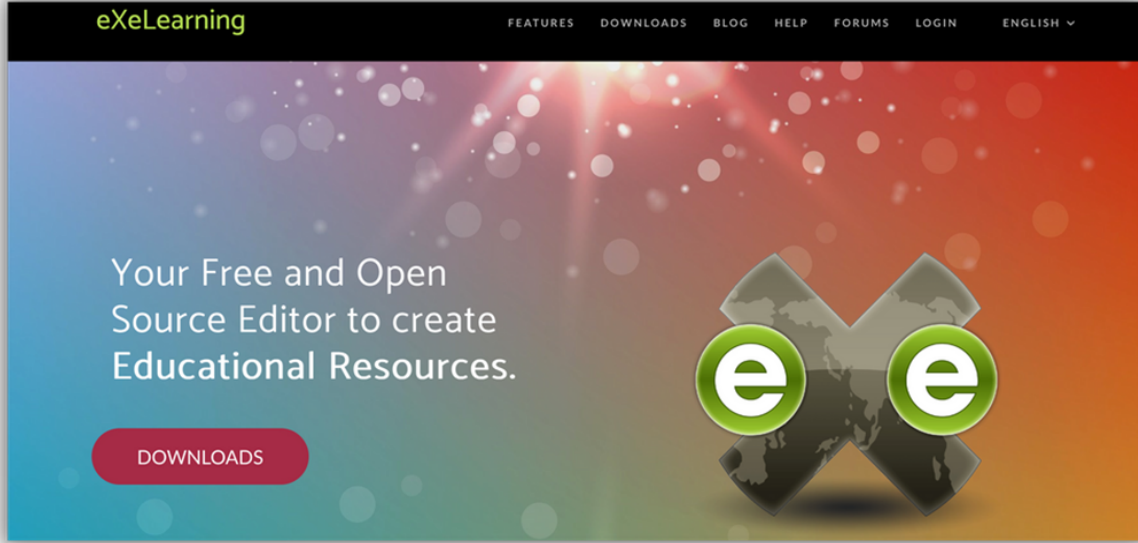 eXeLearning
FEATURES DOWNLOADS BLOG HELP FORUMS LOGIN ENGLISH
Your Free and Open
Source Editor to create
Educational Resources.
DOWNLOADS
e e